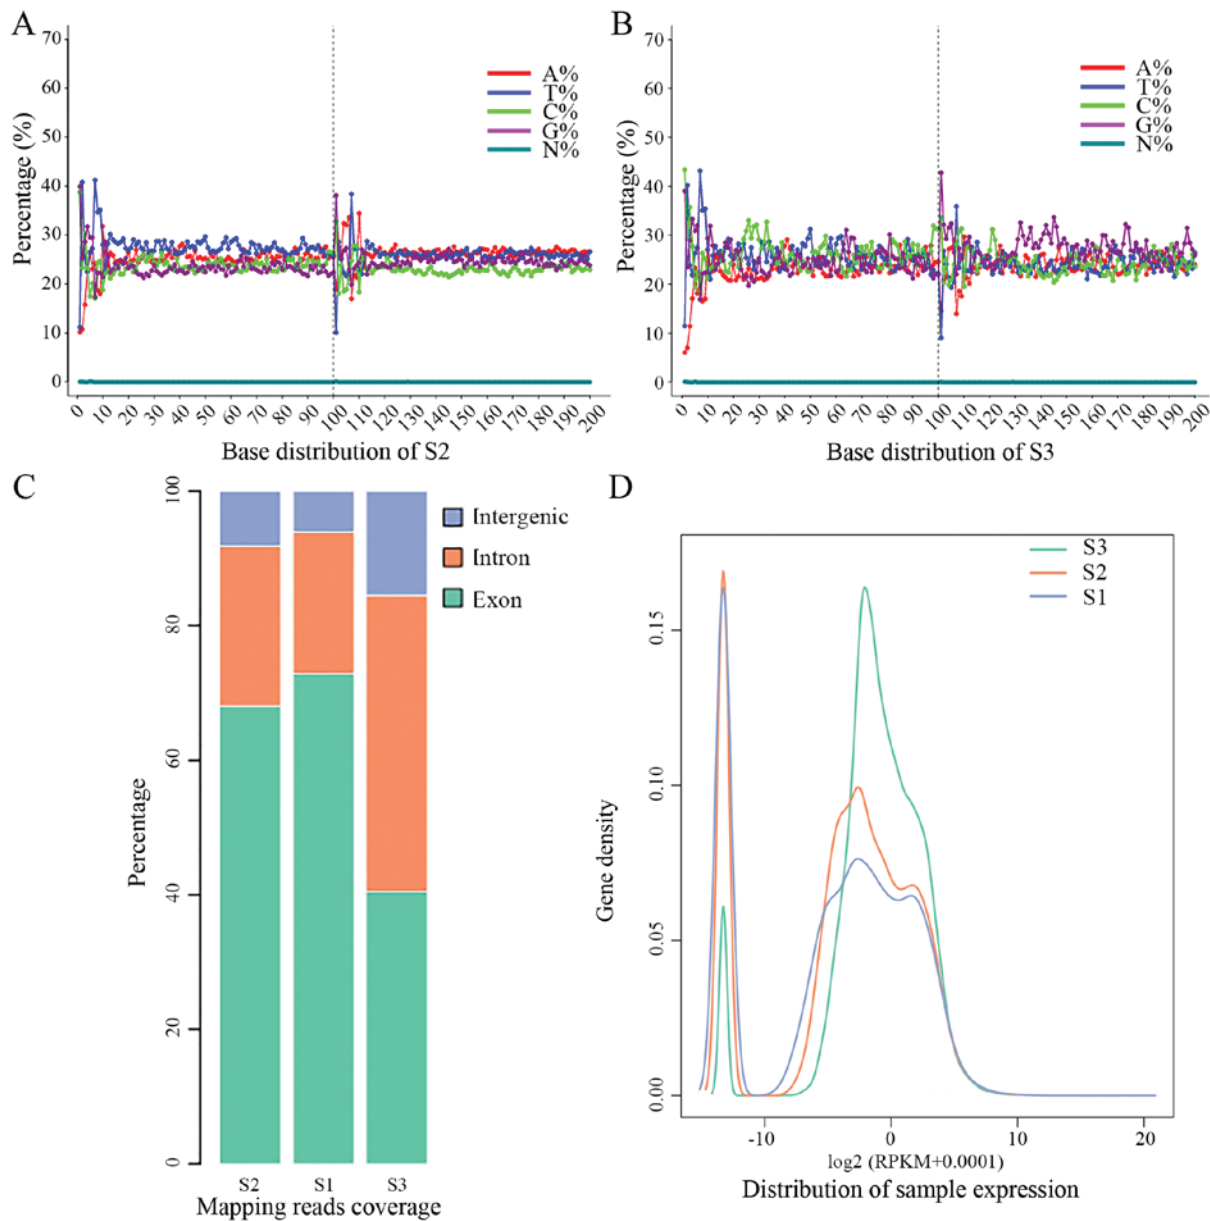 A
70
60
50
40
30
20
10
0
Percentage (%)
A%
T%
C%
G%
N%
0 10 20 30 40 50 60 70 80 90 100 110 120 130 140 150 160 170 180 190 200
Base distribution of S2
B
70
60
50
40
30
20
10
0
Percentage (%)
A%
T%
C%
G%
N%
0 10 20 30 40 50 60 70 80 90 100 110 120 130 140 150 160 170 180 190 200
Base distribution of S3
C
100
80
60
40
20
0
Percentage
Intergenic
Intron
Exon
S2 S1 S3
Mapping reads coverage
D
S3
S2
S1
0.15
0.10
0.05
0.00
Gene density
-10 0 10 20
log2 (RPKM+0.0001)
Distribution of sample expression